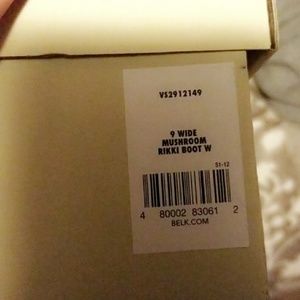 VS2912149
9 WIDE
MUSHROOM
RIKKI BOOT W
51-12
4 80002 83061 2
BELK.COM